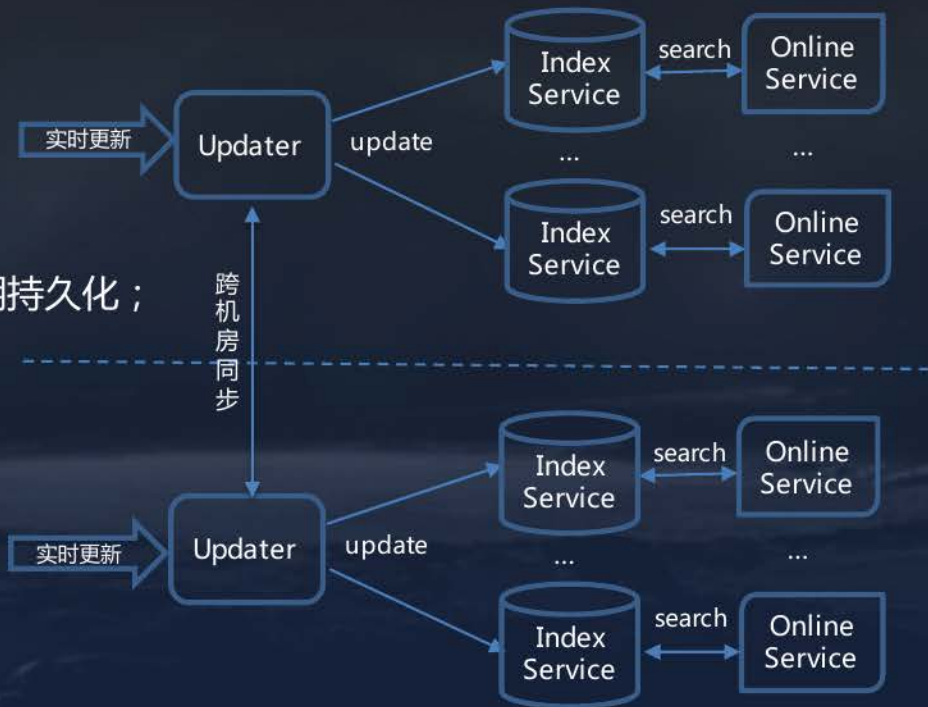 实时更新
Updater
update
Index
Service
search
Online
Service
...
...
Index
Service
search
Online
Service
持久化；
跨机房同步
实时更新
Updater
update
Index
Service
search
Online
Service
...
...
Index
Service
search
Online
Service